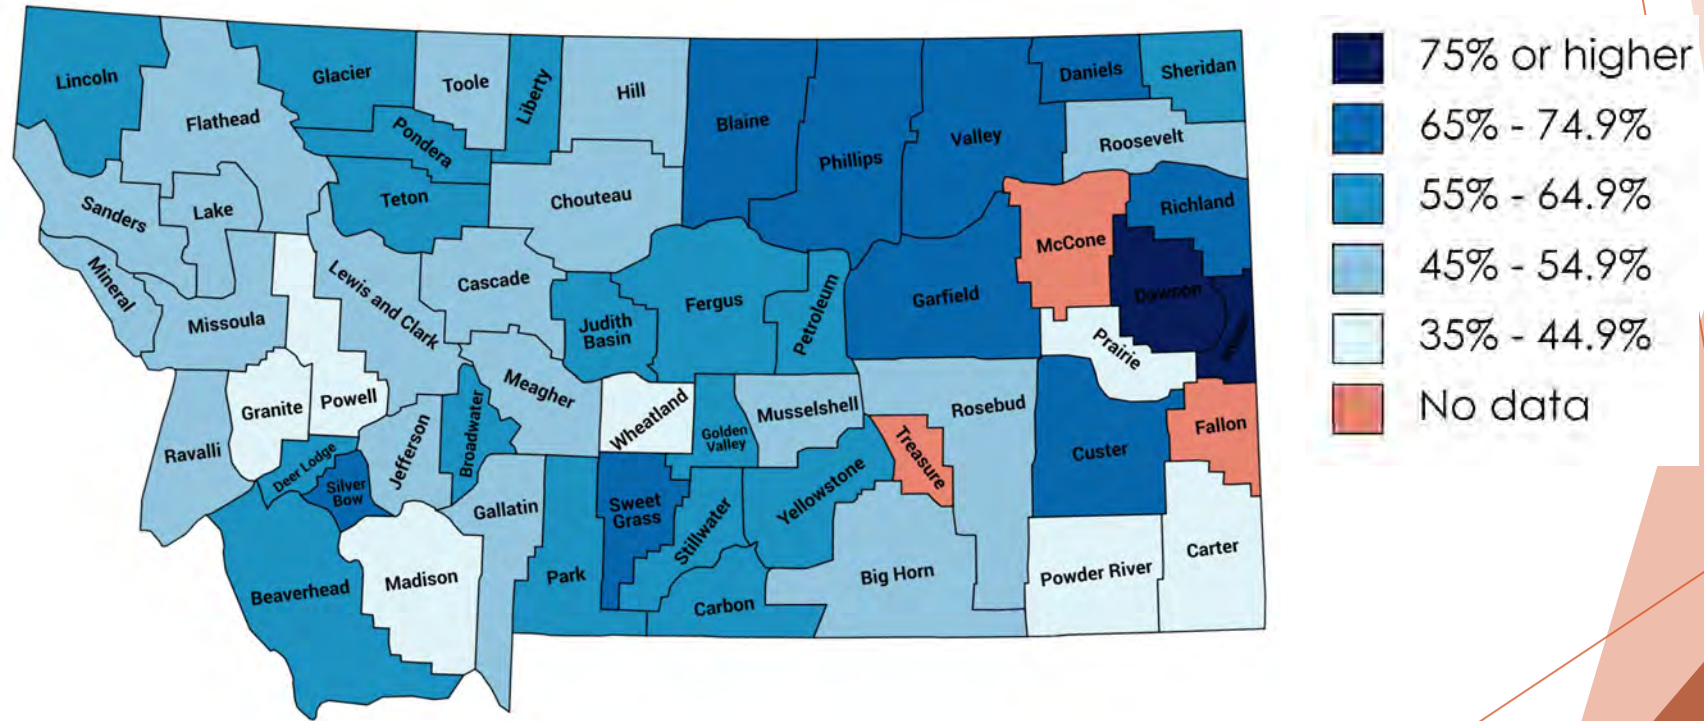 Lincoln
Flathead
Glacier
Toole
Liberty
Hill
Blaine
Phillips
Valley
Daniels
Sheridan
Roosevelt
Pondera
Teton
Chouteau
Sanders
Lake
Mineral
Missoula
Lewis and Clark
Cascade
Judith
Basin
Fergus
Petroleum
Garfield
McCone
Richland
Dawson
Prairie
Ravalli
Granite
Powell
Deer Lodge
Silver
Bow
Jefferson
Broadwater
Meagher
Wheatland
Golden
Valley
Musselshell
Rosebud
Treasure
Custer
Fallon
Beaverhead
Madison
Gallatin
Park
Sweet
Grass
Stillwater
Yellowstone
Carbon
Big Horn
Powder River
Carter
75% or higher
65% - 74.9%
55% - 64.9%
45% - 54.9%
35% - 44.9%
No data